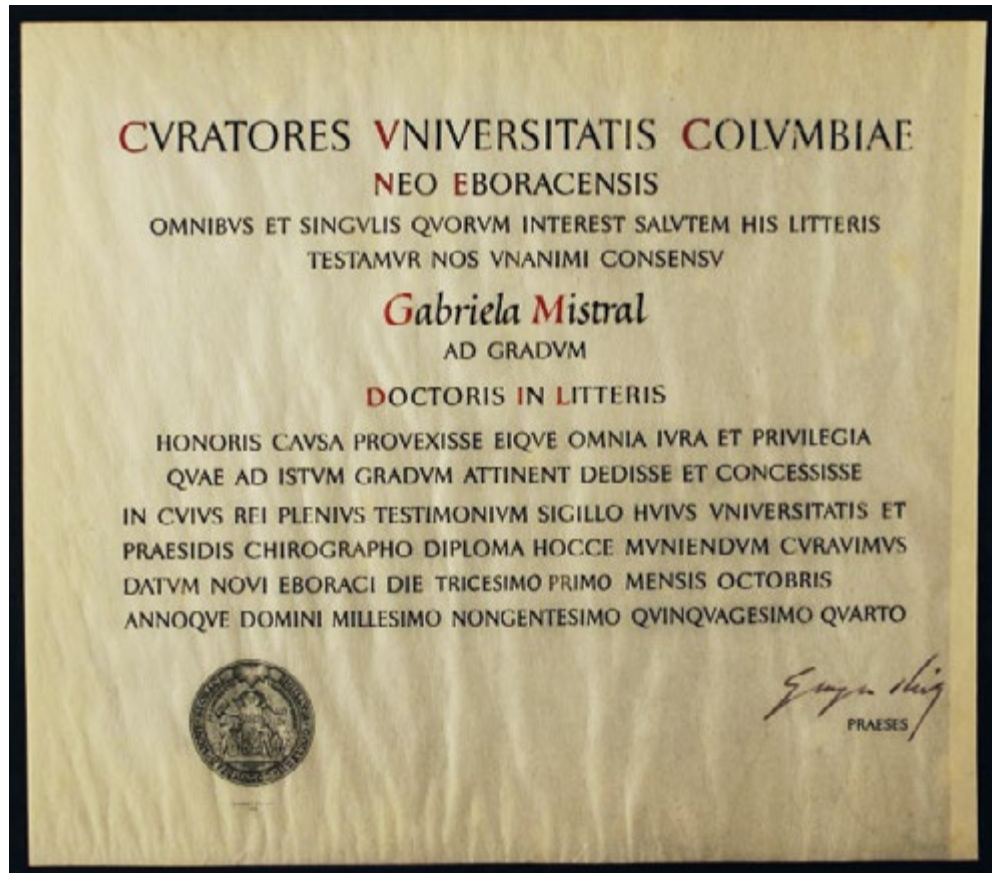 CVRATORES VNIVERSITATIS COLVMBIAE
NEO EBORACENSIS
OMNIBVS ET SINGVLIS QVORVM INTEREST SALVTEM HIS LITTERIS
TESTAMVR NOS VNANIMI CONSENSV
Gabriela Mistral
AD GRADVM
DOCTORIS IN LITTERIS
HONORIS CAVSA PROVEXISSE EIQVE OMNIA IVRA ET PRIVILEGIA
QVAE AD ISTVM GRADVM ATTINENT DEDISSE ET CONCESSISSE
IN CVIVS REI PLENIVS TESTIMONIVM SIGILLO HVIVS VNIVERSITATIS ET
PRAESIDIS CHIROGRAPHO DIPLOMA HOCCE MVNIENDVM CVRAVIMVS
DATVM NOVI EBORACI DIE TRICESIMO PRIMO MENSIS OCTOBRIS
ANNOQVE DOMINI MILLESIMO NONGENTESIMO QVINQVAGESIMO QVARTO
PRAESES